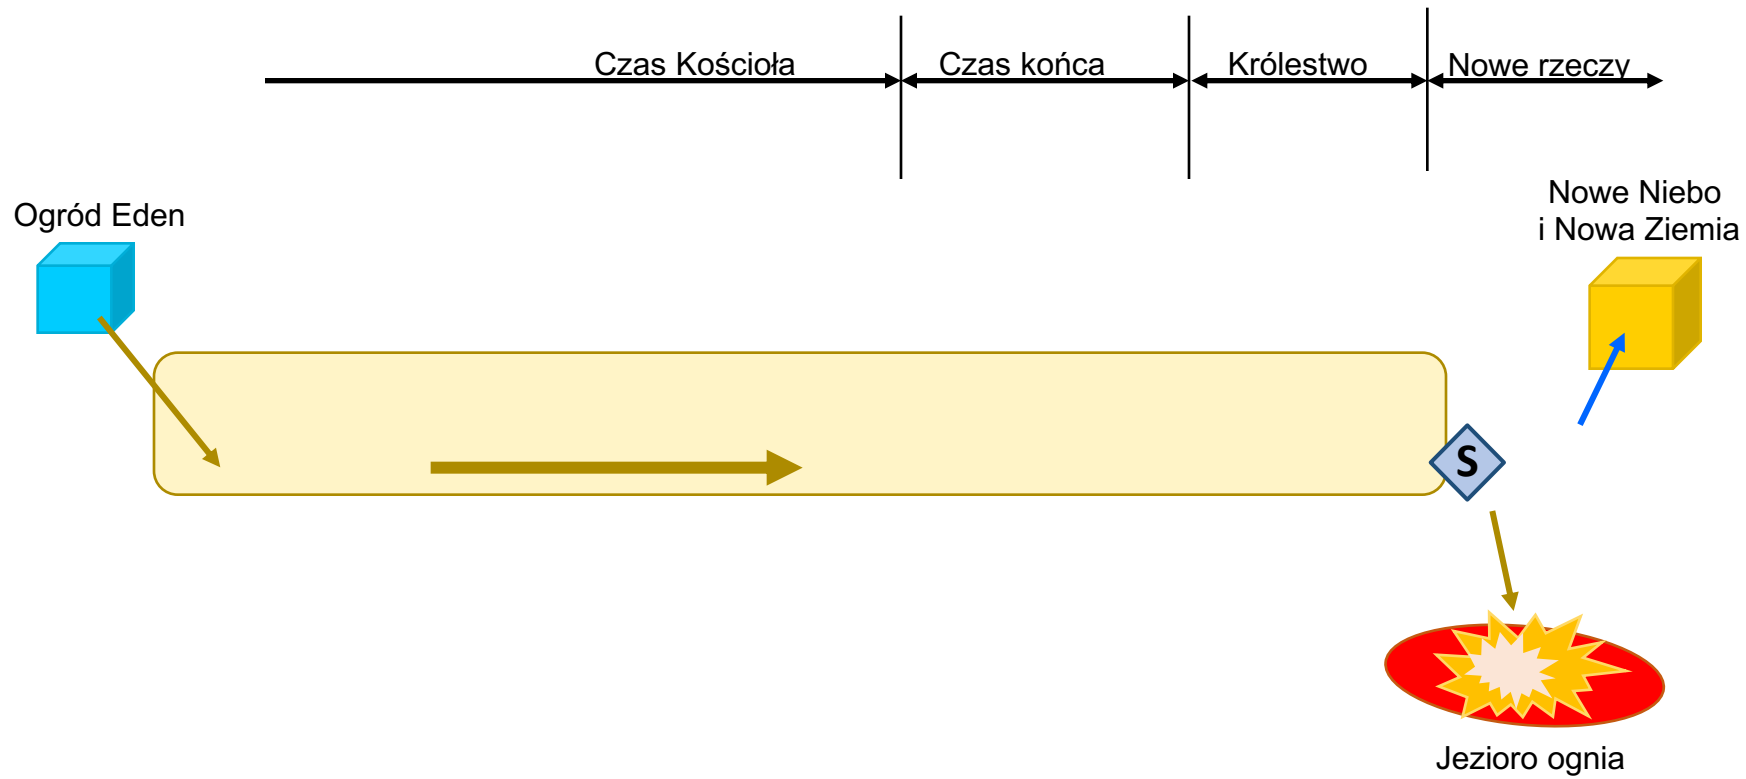 Czas Kościoła
Czas końca
Królestwo
Nowe rzeczy
Ogród Eden
Nowe Niebo
i Nowa Ziemia
S
Jezioro ognia